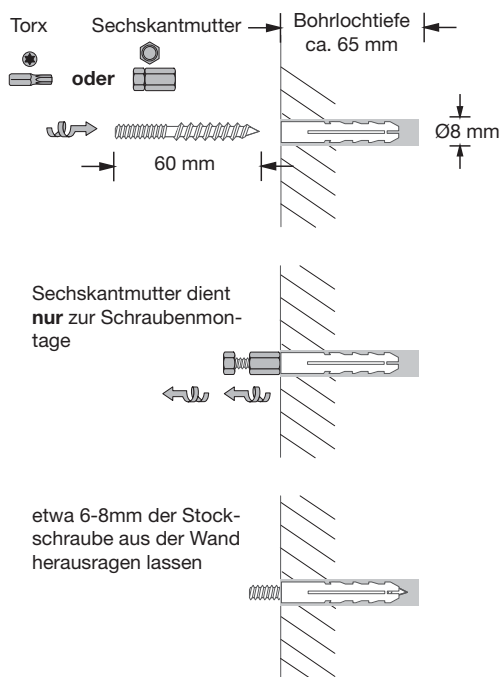 Torx
Sechskantmutter
Bohrlochtiefe
ca. 65 mm
oder
Ø8 mm
60 mm
Sechskantmutter dient
nur zur Schraubenmon-
tage
etwa 6-8mm der Stock-
schraube aus der Wand
herausragen lassen